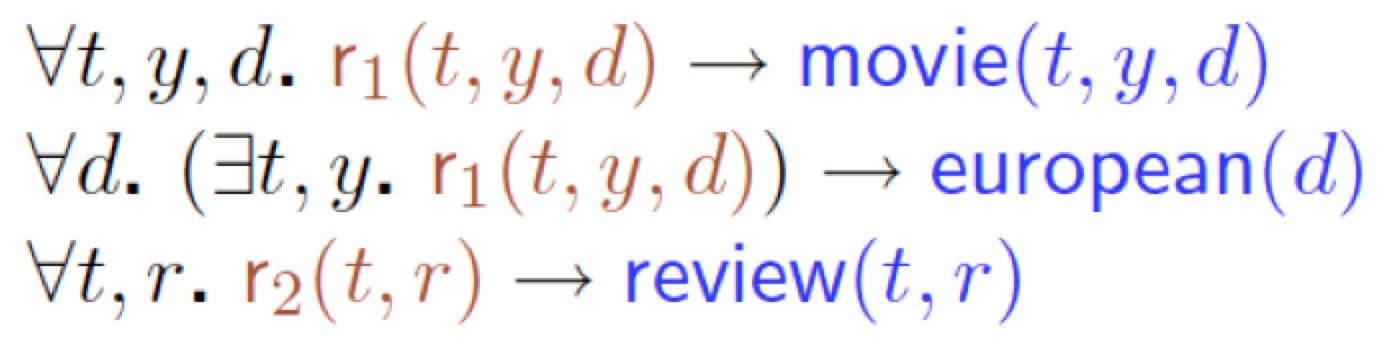 ∀t, y, d. r₁(t, y, d) → movie(t, y, d)
∀d. (∃t, y. r₁(t, y, d)) → european(d)
∀t, r. r₂(t, r) → review(t, r)